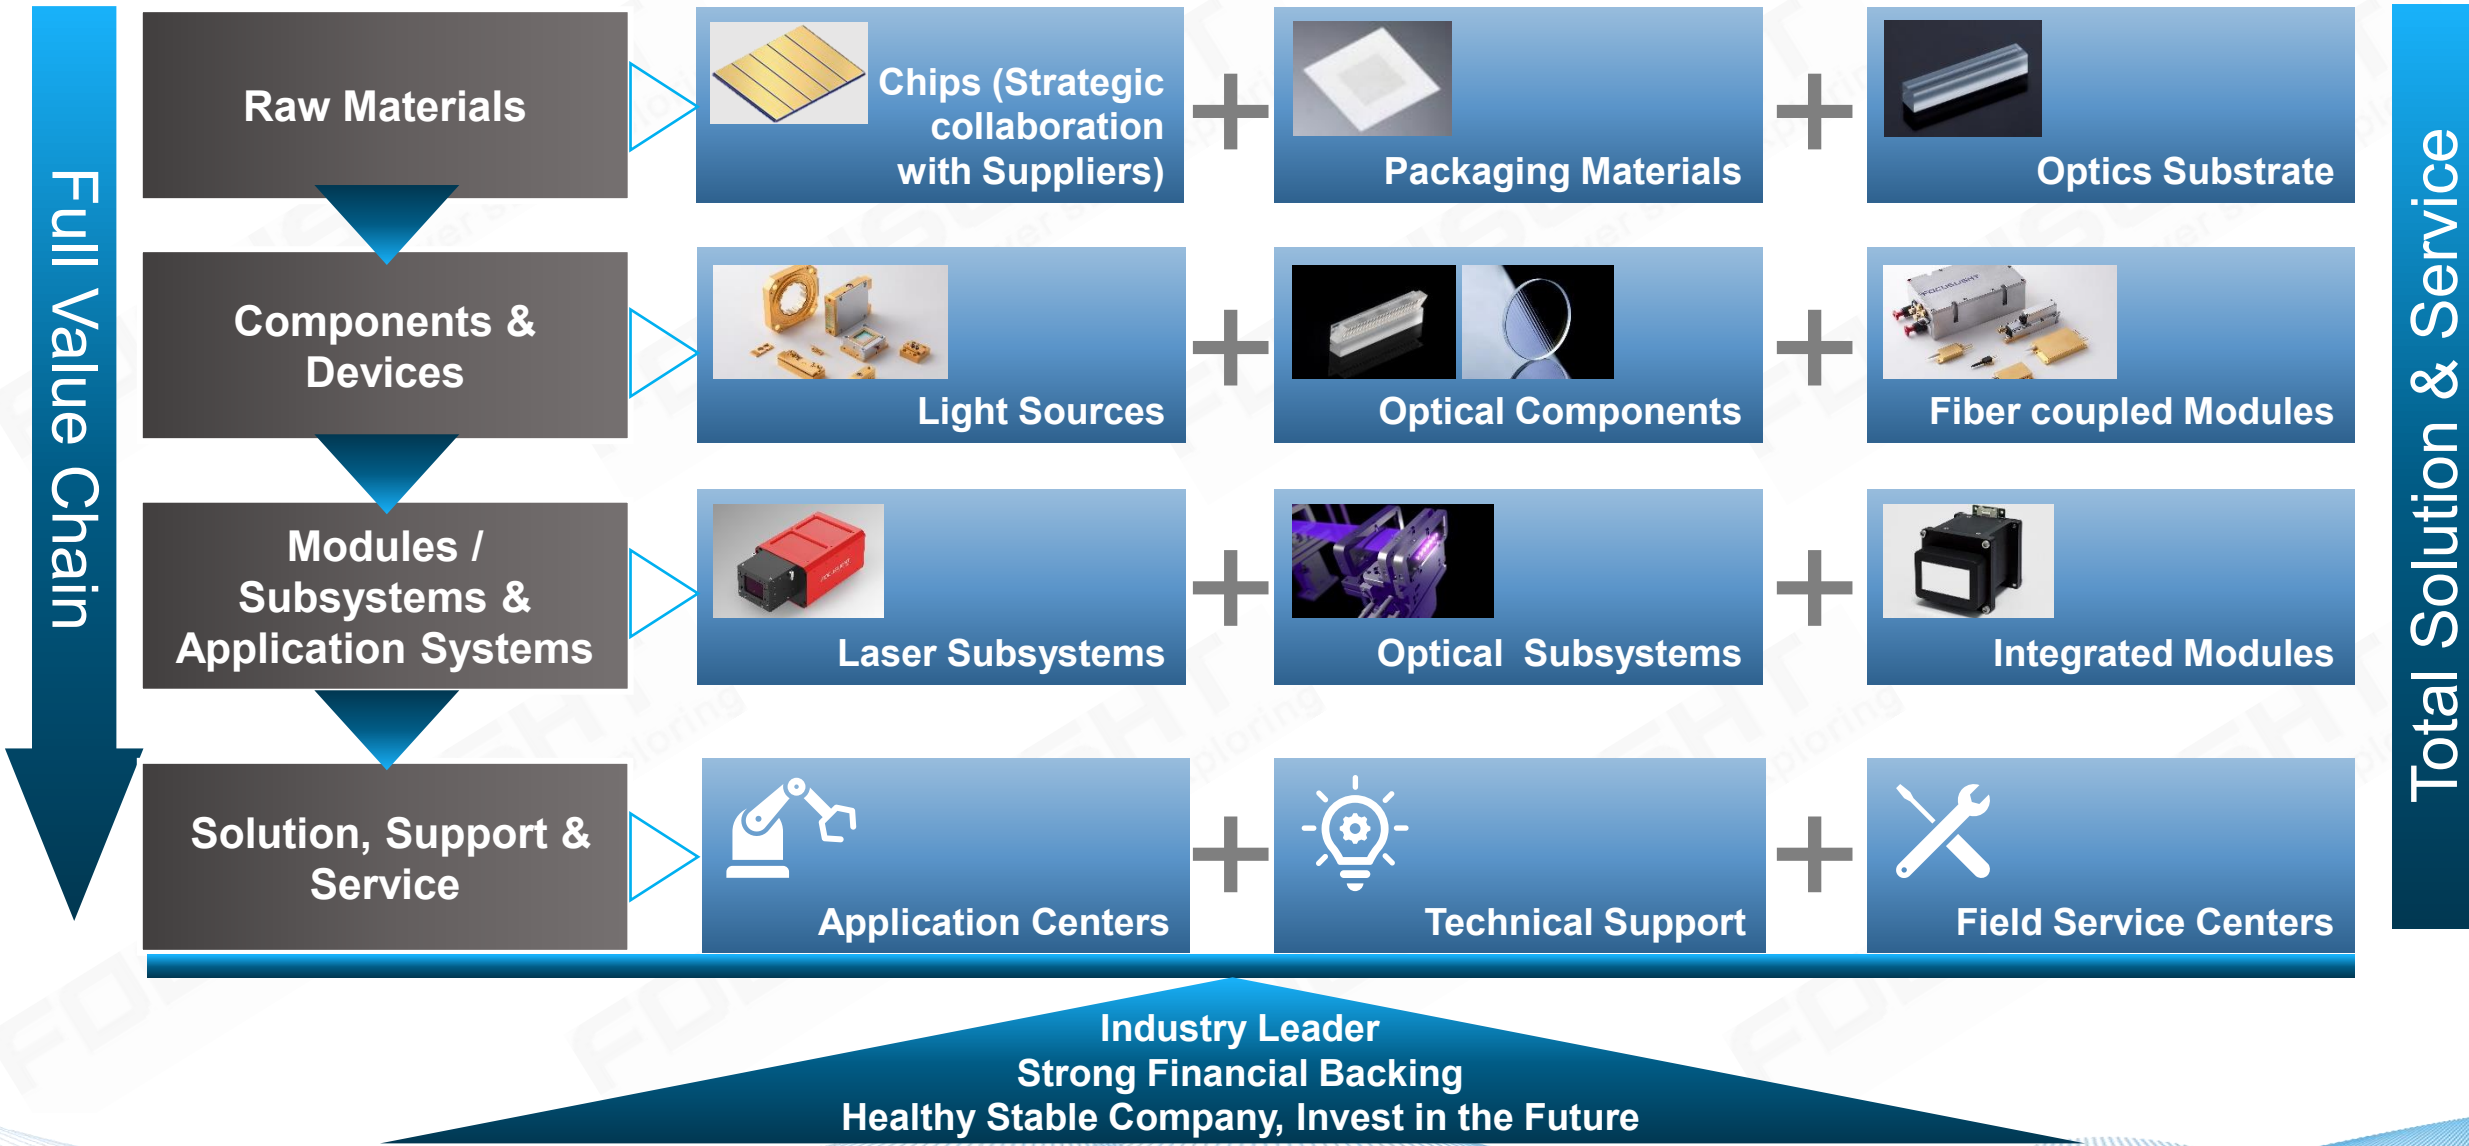 Full Value Chain
Raw Materials
Chips (Strategic
collaboration
with Suppliers)
Packaging Materials
Optics Substrate
Components &
Devices
Light Sources
Optical Components
FOCUSLIGHT
Fiber coupled Modules
Modules /
Subsystems &
Application Systems
FOCUSLIGHT
Laser Subsystems
Optical Subsystems
Integrated Modules
Solution, Support &
Service
Application Centers
Technical Support
Field Service Centers
Total Solution & Service
Industry Leader
Strong Financial Backing
Healthy Stable Company, Invest in the Future